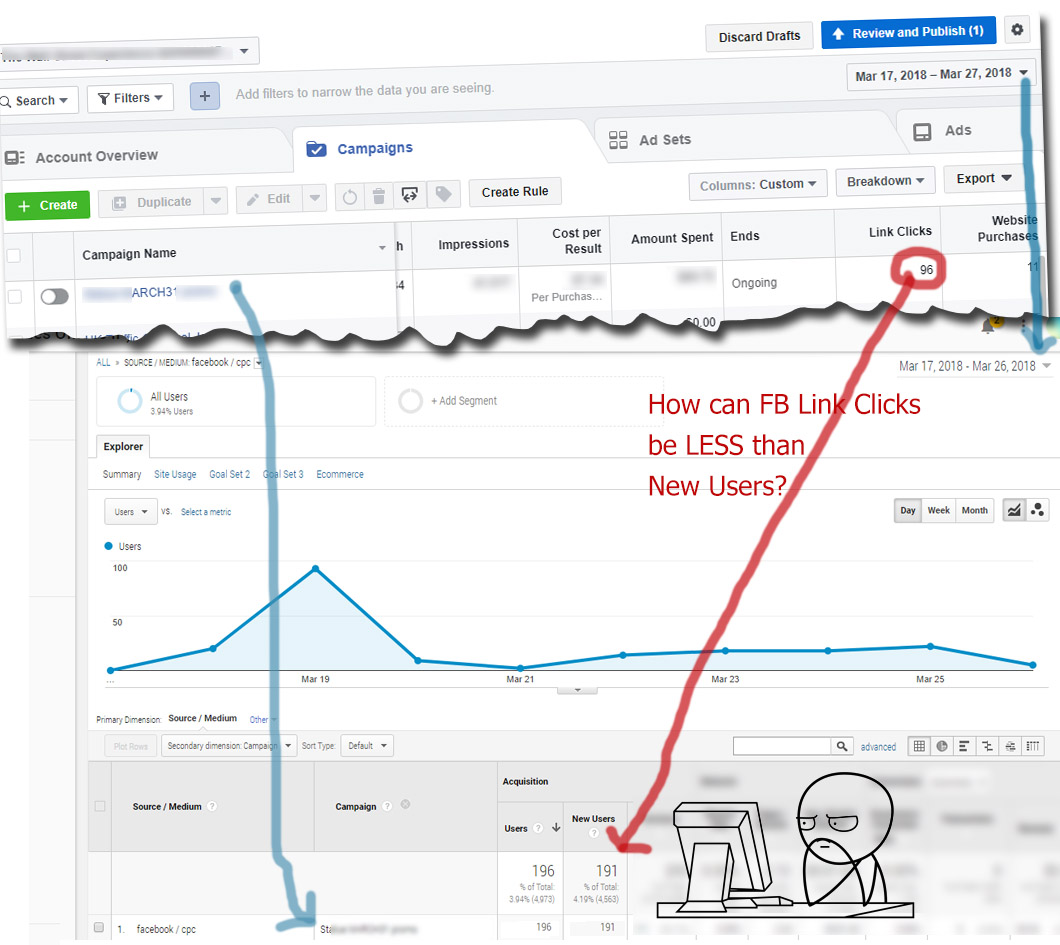 Discard Drafts
Review and Publish (1)
Mar 17, 2018 – Mar 27, 2018
Search
Filters
Add filters to narrow the data you are seeing.
Account Overview
Campaigns
Ad Sets
Ads
Create
Duplicate
Edit
Create Rule
Columns: Custom
Breakdown
Export
Campaign Name
h
Impressions
Cost per
Result
Amount Spent
Ends
Link Clicks
Website
Purchases
ARCH31
Per Purchas...
Ongoing
96
11
2
ALL » SOURCE / MEDIUM: facebook / cpc
Mar 17, 2018 - Mar 26, 2018
All Users
3.94% Users
+ Add Segment
How can FB Link Clicks
be LESS than
New Users?
Explorer
Summary Site Usage Goal Set 2 Goal Set 3 Ecommerce
Users VS. Select a metric
Day Week Month
Users
100
50
...
Mar 19
Mar 21
Mar 23
Mar 25
Primary Dimension: Source / Medium Other
Plot Rows
Secondary dimension: Campaign
Sort Type: Default
advanced
Acquisition
Source / Medium ?
Campaign ?
Users ?
New Users
?
196
% of Total:
3.94% (4,973)
191
% of Total:
4.19% (4,563)
1. facebook / cpc
196
191